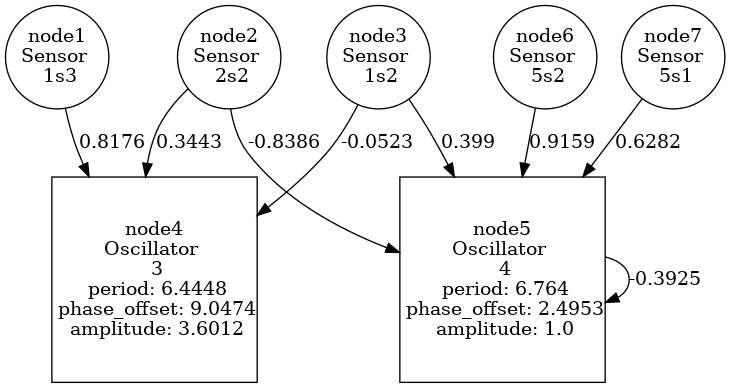 node1
Sensor
1s3
node2
Sensor
2s2
node3
Sensor
1s2
node6
Sensor
5s2
node7
Sensor
5s1
0.8176
0.3443
-0.8386
-0.0523
0.399
0.9159
0.6282
node4
Oscillator
3
period: 6.4448
phase_offset: 9.0474
amplitude: 3.6012
node5
Oscillator
4
period: 6.764
phase_offset: 2.4953
amplitude: 1.0
-0.3925